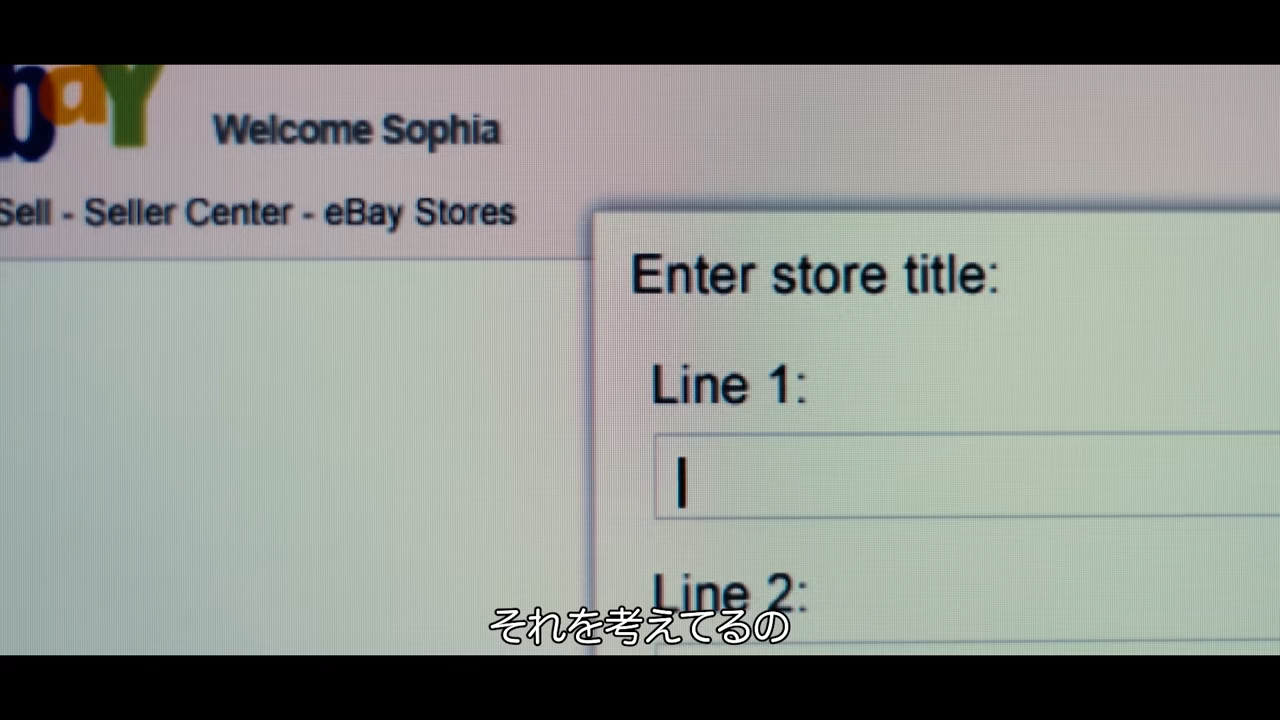 ebaY
Welcome Sophia
Sell - Seller Center - eBay Stores
Enter store title:
Line 1:
Line 2:
それを考えてるの